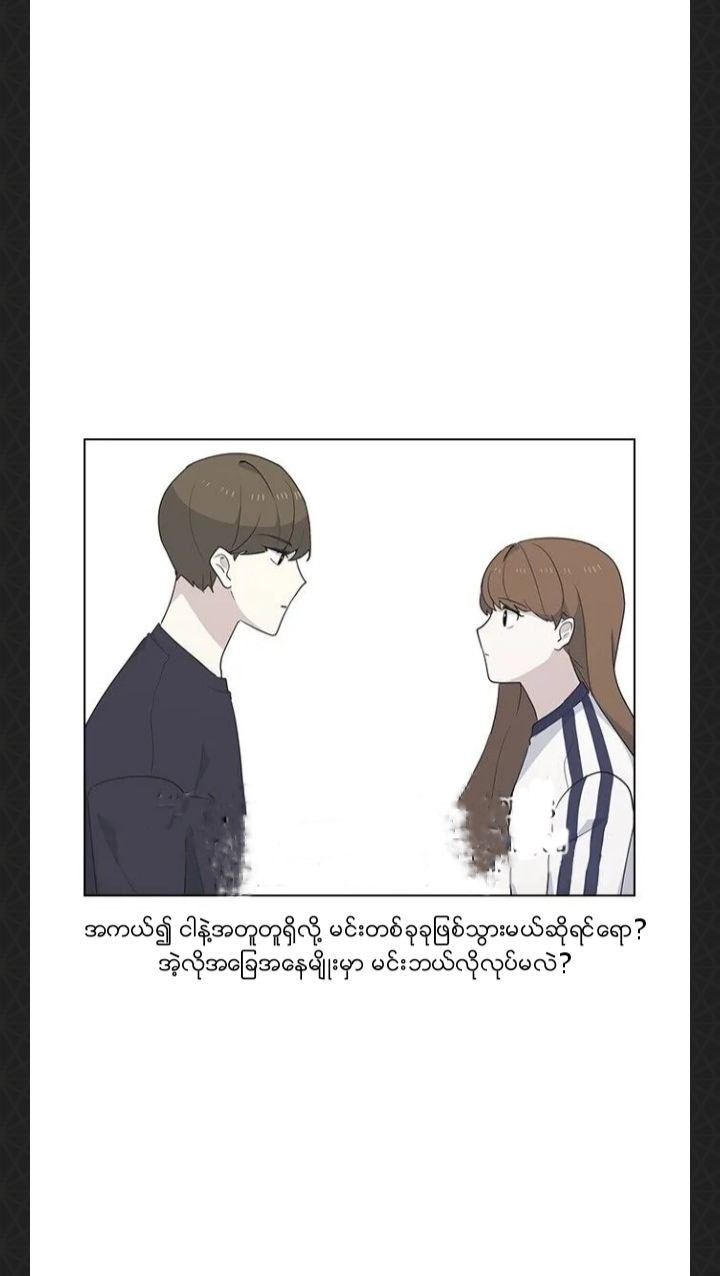 အကယ်၍ ငါနဲ့အတူတူရှိလို့ မင်းတစ်ခုခုဖြစ်သွားမယ်ဆိုရင်ရော?
အဲ့လိုအခြေအနေမျိုးမှာ မင်းဘယ်လိုလုပ်မလဲ?